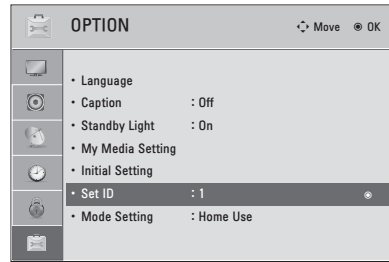 OPTION
Move OK
• Language
• Caption : Off
• Standby Light : On
• My Media Setting
• Initial Setting
• Set ID : 1
• Mode Setting : Home Use